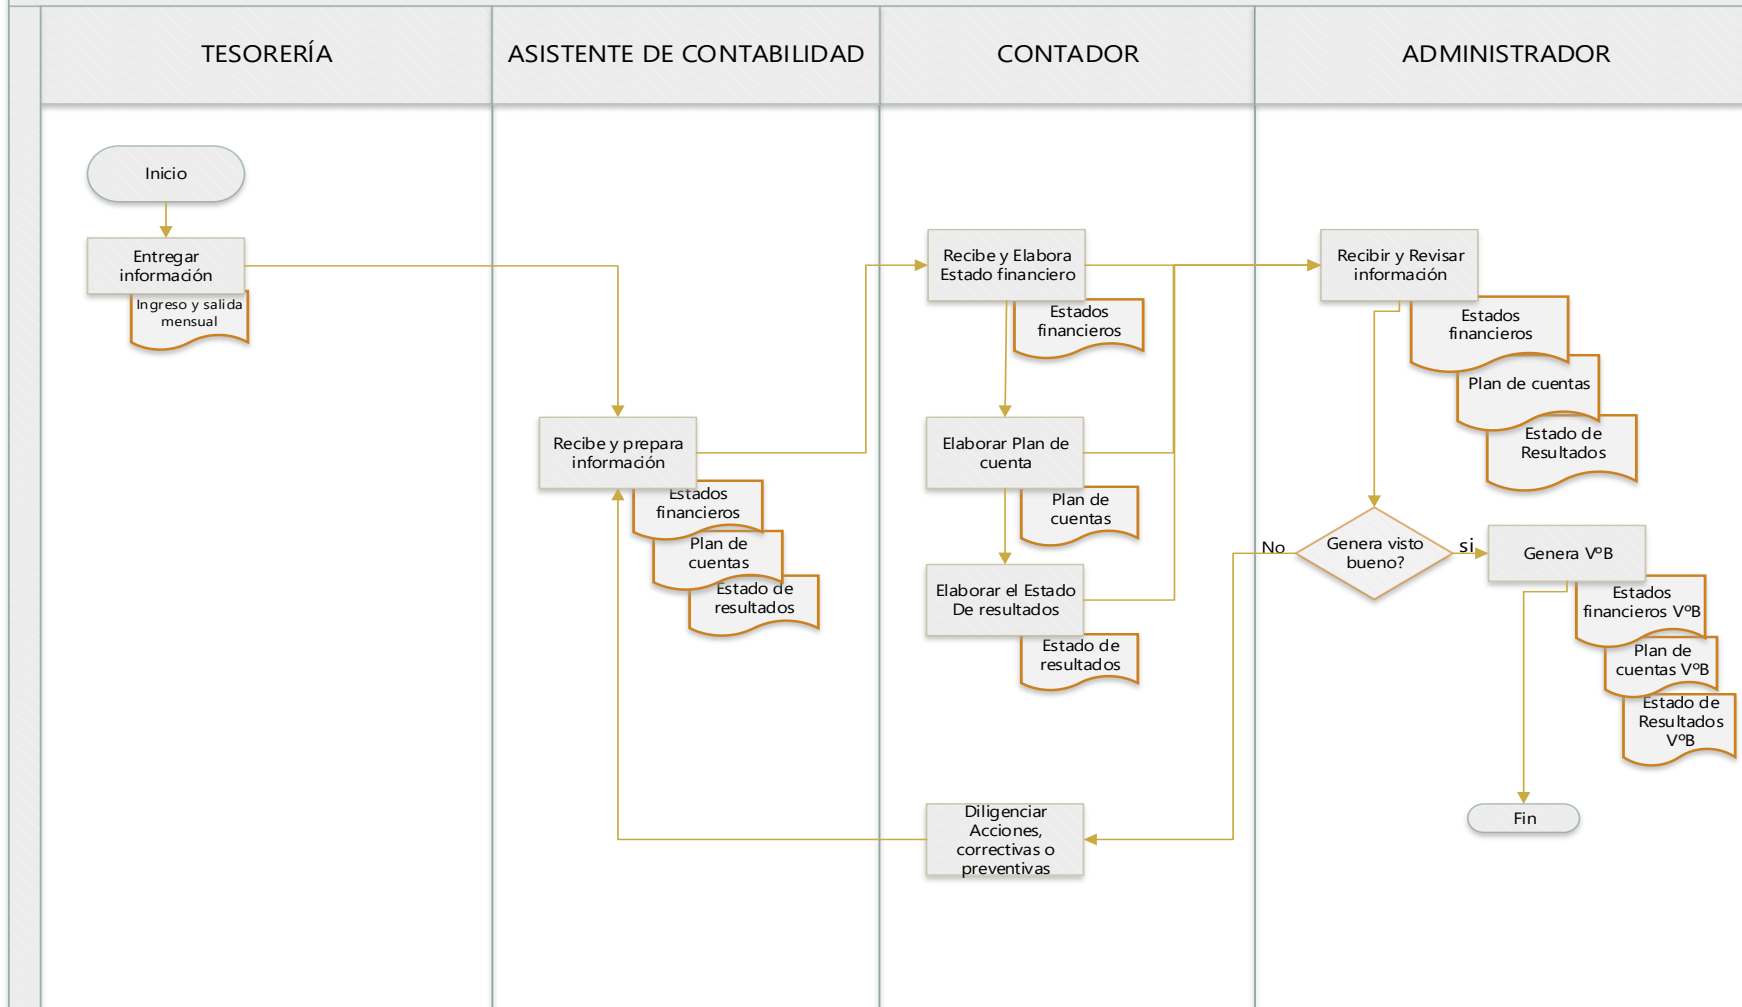 TESORERÍA
ASISTENTE DE CONTABILIDAD
CONTADOR
ADMINISTRADOR
Inicio
Entregar
información
Ingreso y salida
mensual
Recibe y prepara
información
Estados
financieros
Plan de
cuentas
Estado de
resultados
Recibe y Elabora
Estado financiero
Estados
financieros
Elaborar Plan de
cuenta
Plan de
cuentas
Elaborar el Estado
De resultados
Estado de
resultados
Diligenciar
Acciones,
correctivas o
preventivas
Recibir y Revisar
información
Estados
financieros
Plan de cuentas
Estado de
Resultados
No
Genera visto
bueno?
si
Genera VºB
Estados
financieros VºB
Plan de
cuentas VºB
Estado de
Resultados
VºB
Fin